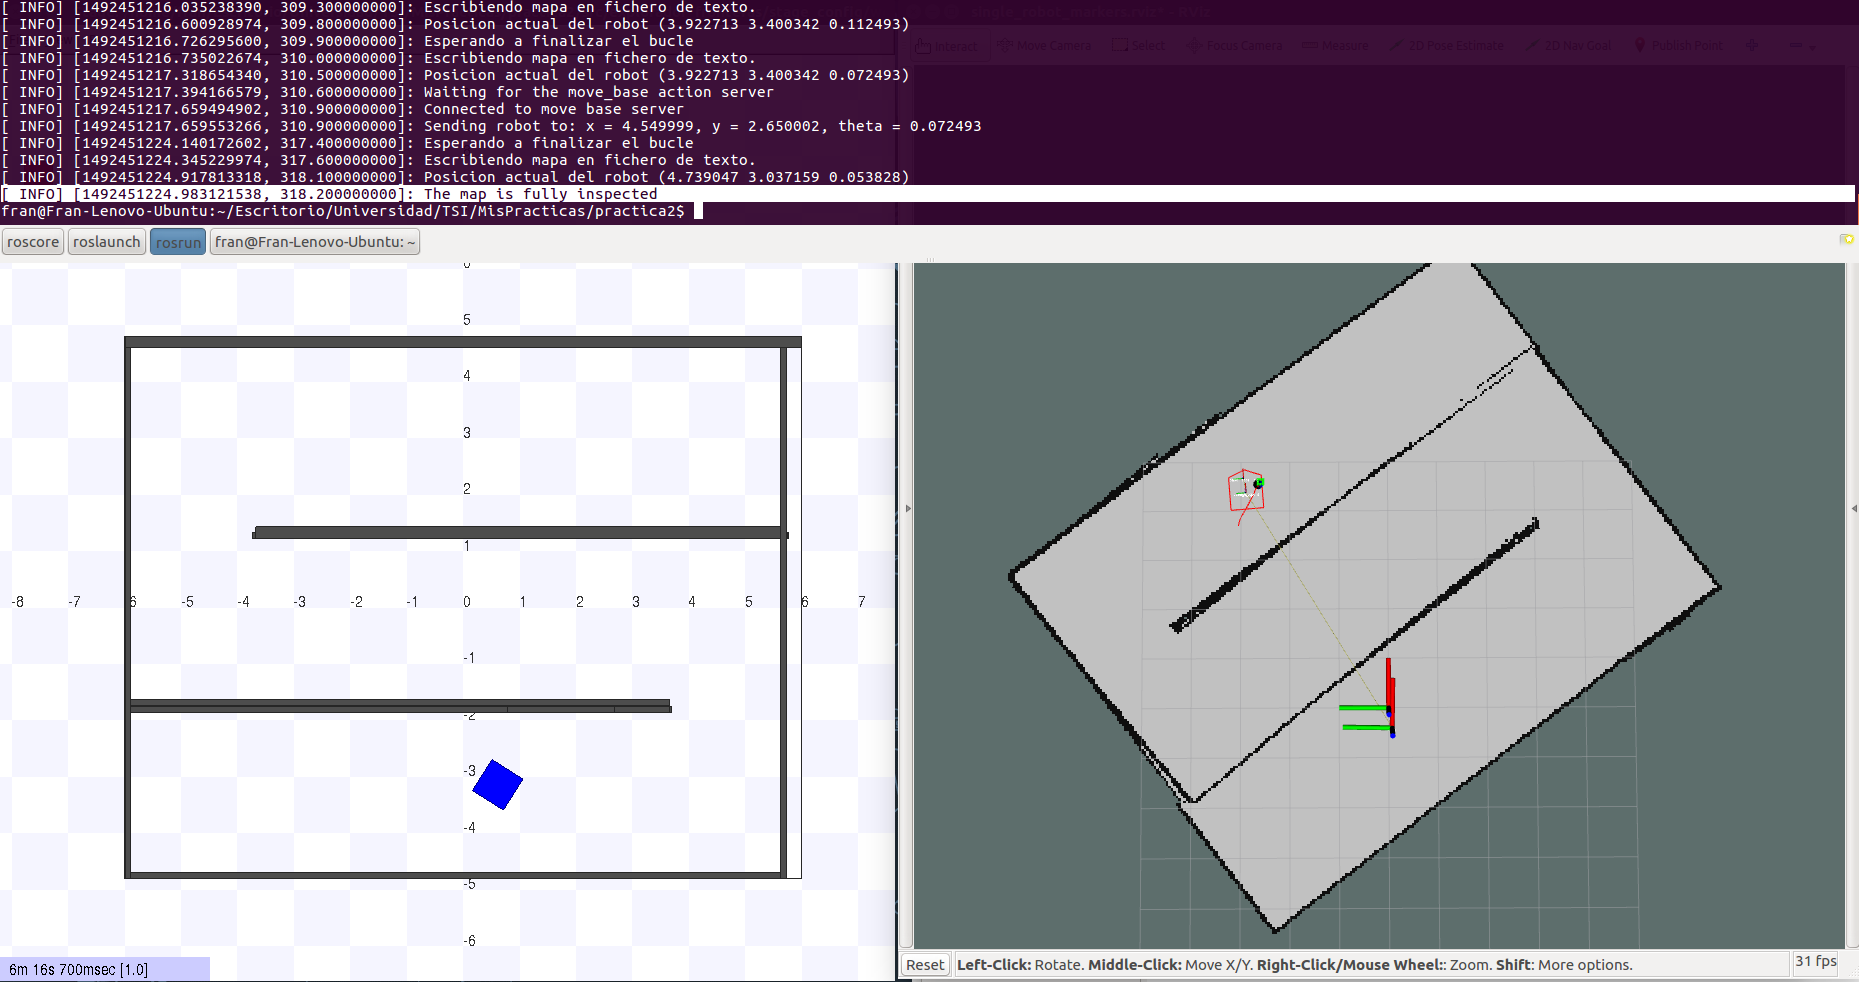 [ INFO] [1492451216.035238390, 309.300000000]: Escribiendo mapa en fichero de texto.
[ INFO] [1492451216.600928974, 309.800000000]: Posicion actual del robot (3.922713 3.400342 0.112493)
[ INFO] [1492451216.726295600, 309.900000000]: Esperando a finalizar el bucle
[ INFO] [1492451216.735022674, 310.000000000]: Escribiendo mapa en fichero de texto.
[ INFO] [1492451217.318654340, 310.500000000]: Posicion actual del robot (3.922713 3.400342 0.072493)
[ INFO] [1492451217.394166579, 310.600000000]: Waiting for the move_base action server
[ INFO] [1492451217.659494902, 310.900000000]: Connected to move base server
[ INFO] [1492451217.659553266, 310.900000000]: Sending robot to: x = 4.549999, y = 2.650002, theta = 0.072493
[ INFO] [1492451224.140172602, 317.400000000]: Esperando a finalizar el bucle
[ INFO] [1492451224.345229974, 317.600000000]: Escribiendo mapa en fichero de texto.
[ INFO] [1492451224.917813318, 318.100000000]: Posicion actual del robot (4.739047 3.037159 0.053828)
[ INFO] [1492451224.983121538, 318.200000000]: The map is fully inspected
fran@Fran-Lenovo-Ubuntu:~/Escritorio/Universidad/TSI/MisPracticas/practica2$
Interact Move Camera Select Focus Camera Measure 2D Pose Estimate 2D Nav Goal Publish Point
roscore roslaunch rosrun fran@Fran-Lenovo-Ubuntu: ~
6
5
4
3
2
1
-8 -7 -6 -5 -4 -3 -2 -1 0 1 2 3 4 5 6 7
-1
-2
-3
-4
-5
-6
6m 16s 700msec [1.0]
Reset Left-Click: Rotate. Middle-Click: Move X/Y. Right-Click/Mouse Wheel:: Zoom. Shift: More options. 31 fps